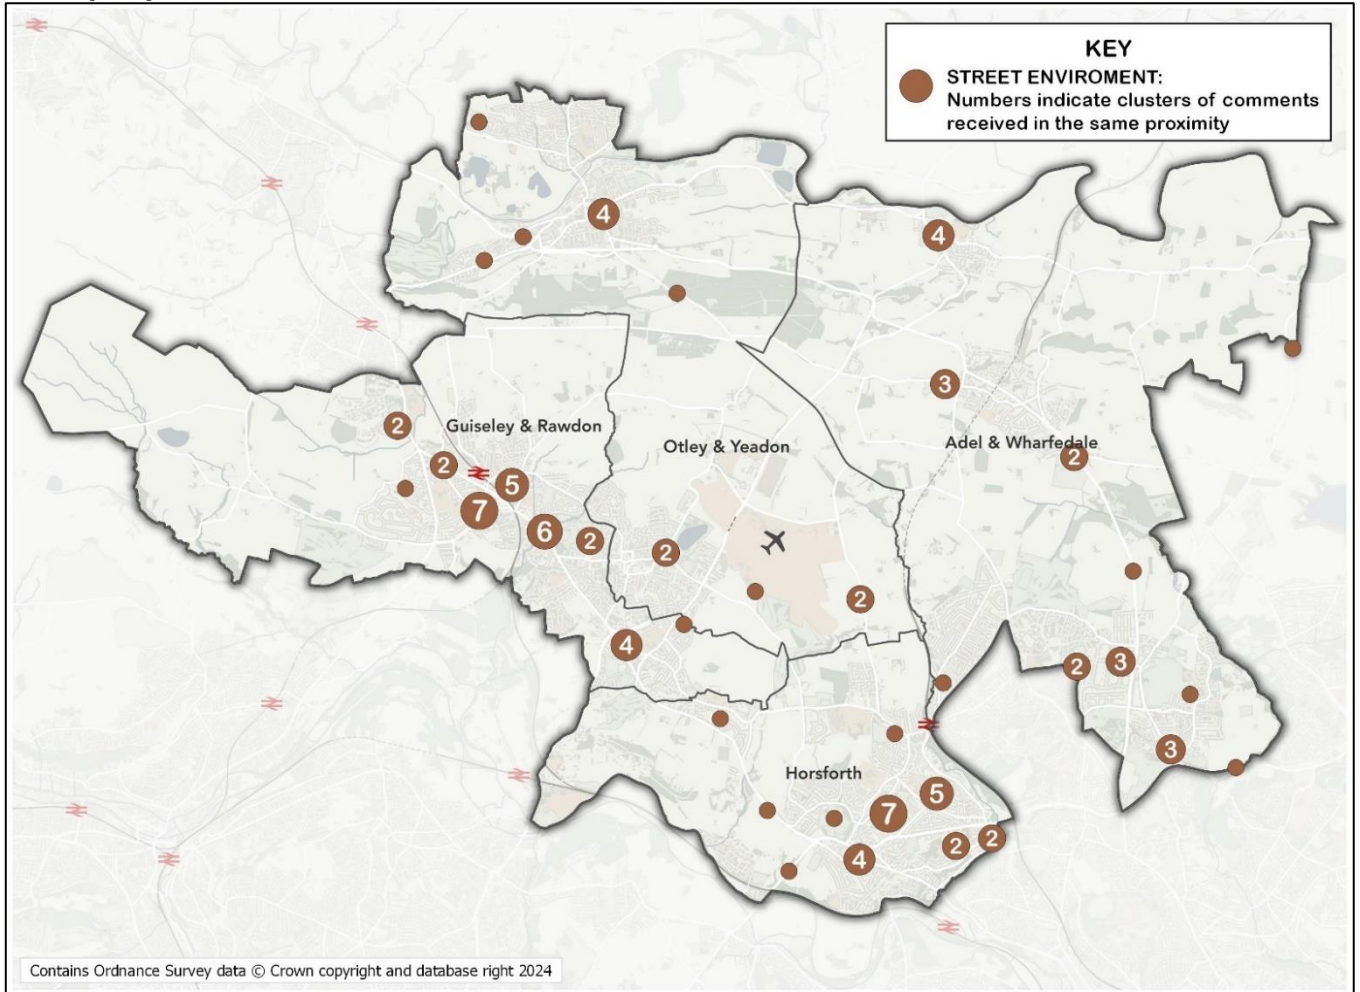 KEY
STREET ENVIROMENT:
Numbers indicate clusters of comments
received in the same proximity
4
4
3
2
Guiseley & Rawdon
Otley & Yeadon
Adel & Wharfedale
2
2
5
7
6
2
2
2
4
2
3
3
Horsforth
5
7
2
2
4
Contains Ordnance Survey data © Crown copyright and database right 2024